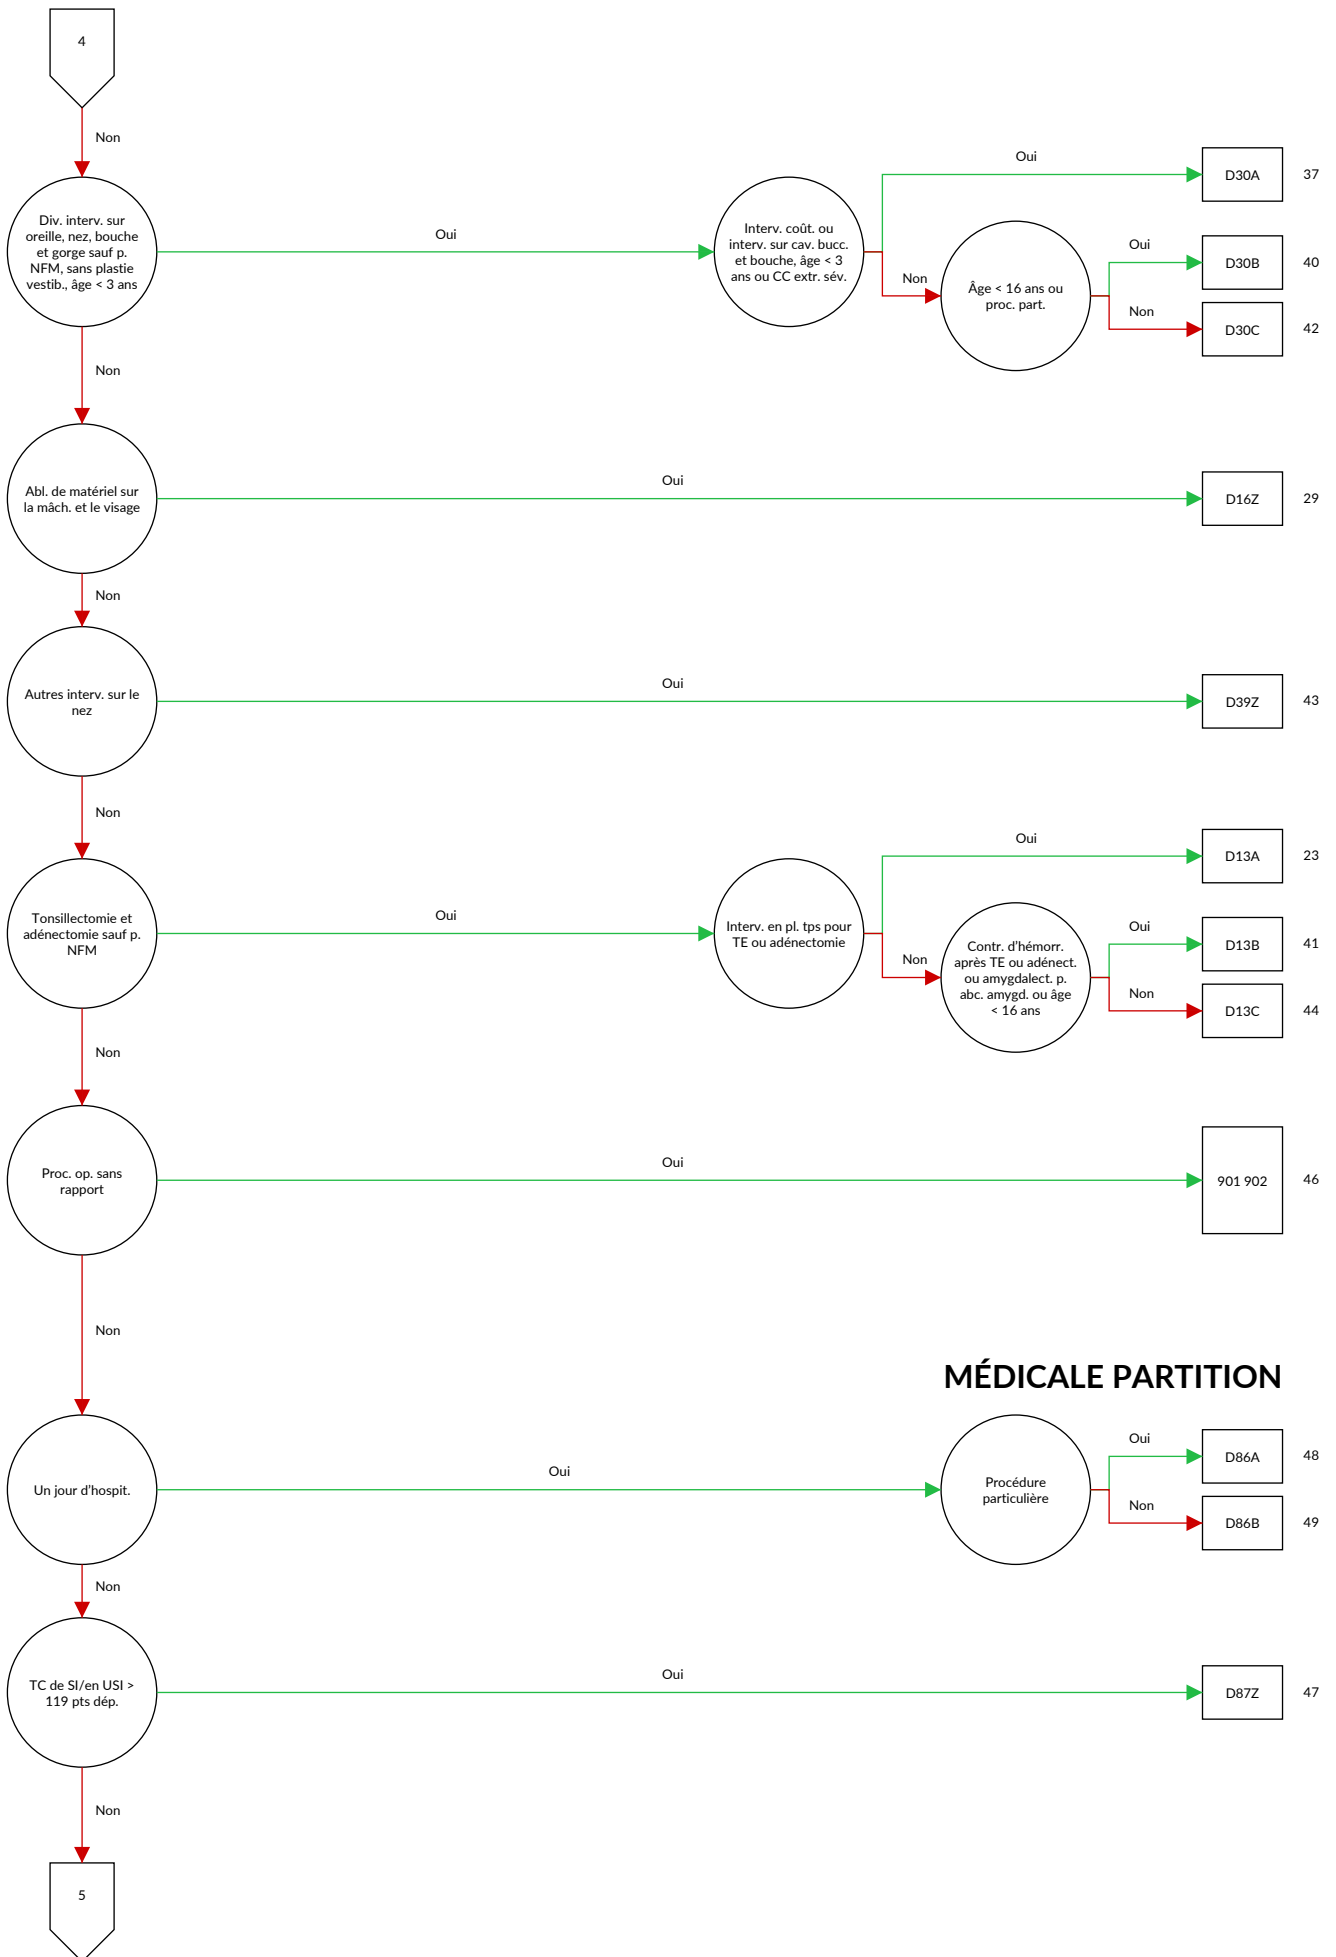 4
Non
Div. interv. sur
oreille, nez, bouche
et gorge sauf p.
NFM, sans plastie
vestib., âge < 3 ans
Oui
Interv. coût. ou
interv. sur cav. bucc.
et bouche, âge < 3
ans ou CC extr. sév.
Oui
D30A
37
Non
Âge < 16 ans ou
proc. part.
Oui
D30B
40
Non
D30C
42
Non
Abl. de matériel sur
la mâch. et le visage
Oui
D16Z
29
Non
Autres interv. sur le
nez
Oui
D39Z
43
Non
Tonsillectomie et
adénectomie sauf p.
NFM
Oui
Interv. en pl. tps pour
TE ou adénectomie
Oui
D13A
23
Non
Contr. d'hémorr.
après TE ou adénect.
ou amygdalect. p.
abc. amygd. ou âge
< 16 ans
Oui
D13B
41
Non
D13C
44
Non
Proc. op. sans
rapport
Oui
901 902
46
Non
MÉDICALE PARTITION
Un jour d'hospit.
Oui
Procédure
particulière
Oui
D86A
48
Non
D86B
49
Non
TC de SI/en USI >
119 pts dép.
Oui
D87Z
47
Non
5